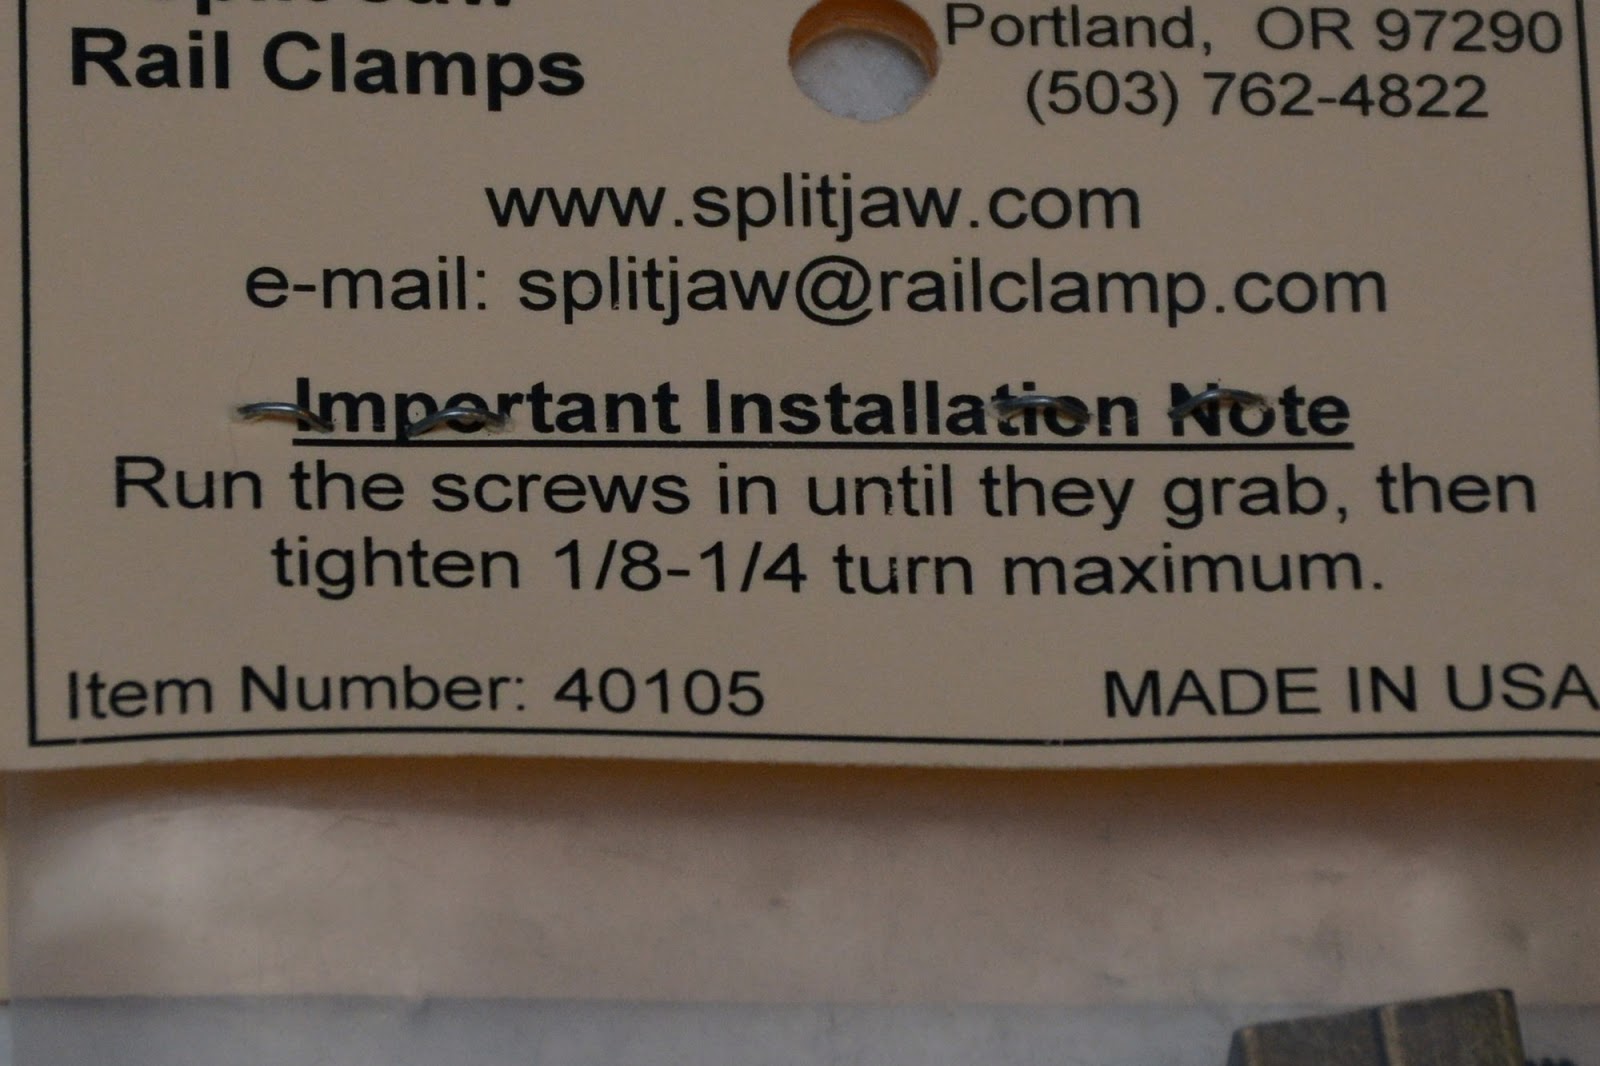 Rail Clamps
Portland, OR 97290
(503) 762-4822
www.splitjaw.com
e-mail: splitjaw@railclamp.com
Important Installation Note
Run the screws in until they grab, then
tighten 1/8-1/4 turn maximum.
Item Number: 40105
MADE IN USA